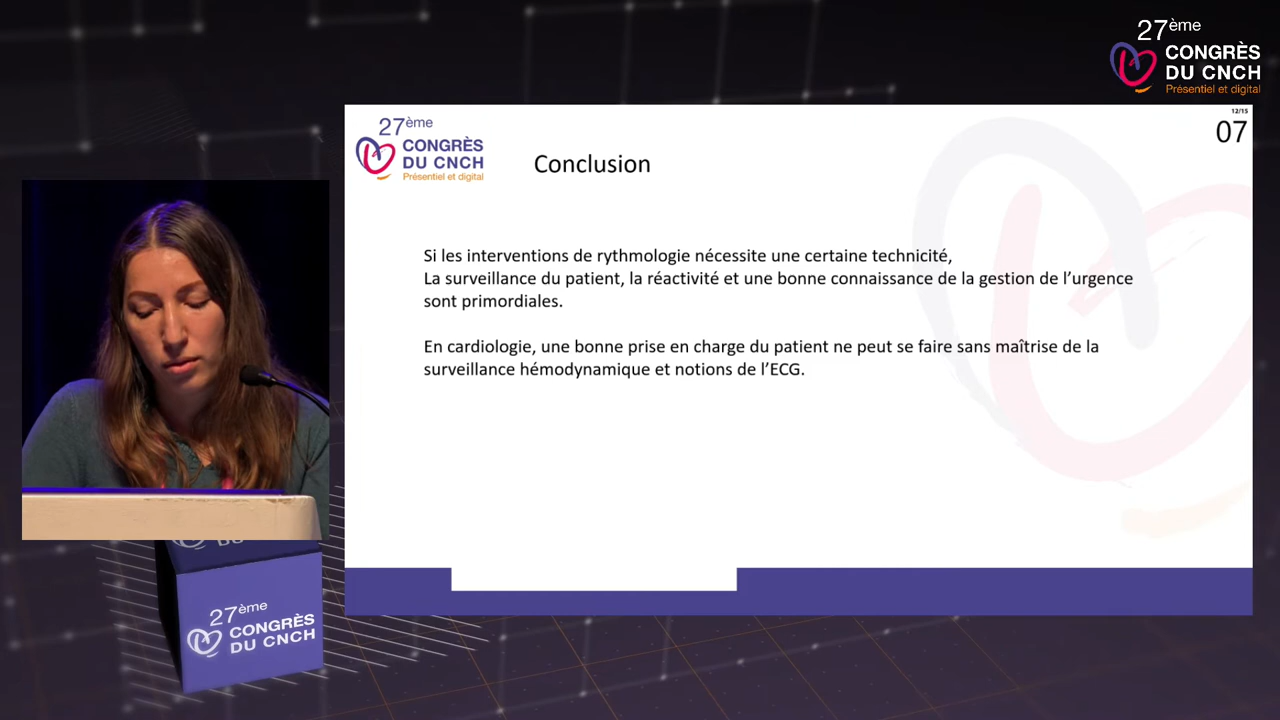 27ème
CONGRÈS
DU CNCH
Présentiel et digital
12/15
07
27ème
CONGRÈS
DU CNCH
Présentiel et digital
Conclusion
Si les interventions de rythmologie nécessite une certaine technicité,
La surveillance du patient, la réactivité et une bonne connaissance de la gestion de l’urgence
sont primordiales.
En cardiologie, une bonne prise en charge du patient ne peut se faire sans maîtrise de la
surveillance hémodynamique et notions de l’ECG.
DU CNCH
27ème
CONGRÈS
DU CNCH